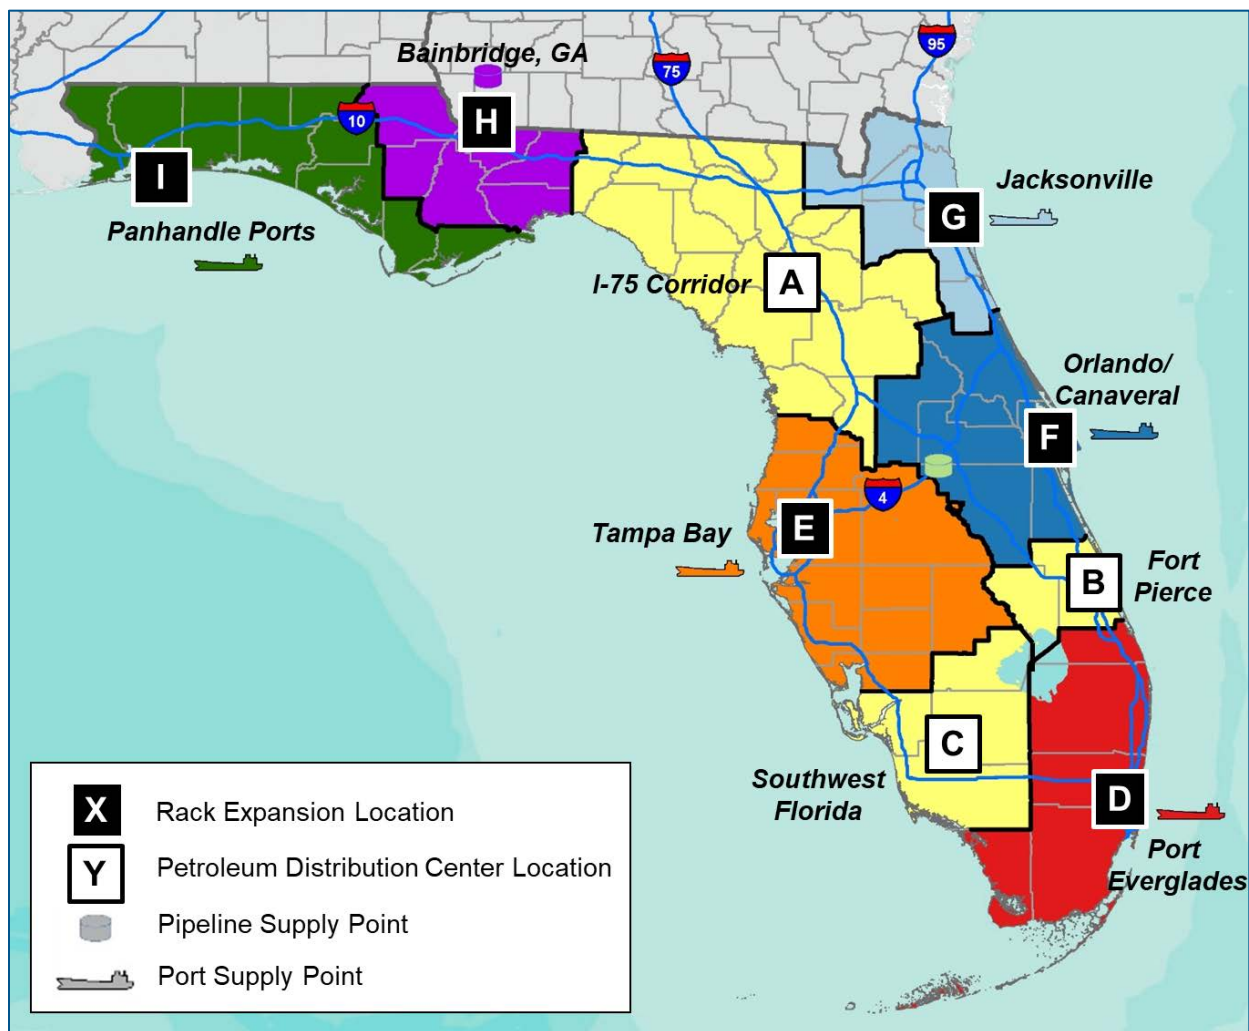 95
Bainbridge, GA
75
H
10
I
Jacksonville
G
Panhandle Ports
I-75 Corridor
A
Orlando/
Canaveral
F
4
E
Tampa Bay
B
Fort
Pierce
C
Southwest
Florida
D
Port
Everglades
X
Rack Expansion Location
Y
Petroleum Distribution Center Location
Pipeline Supply Point
Port Supply Point